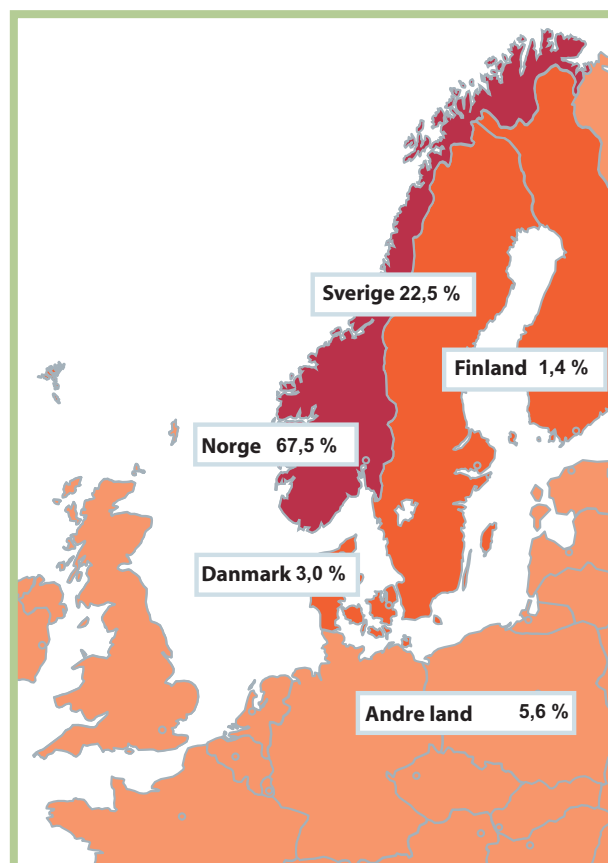 Sverige 22,5 %
Finland 1,4 %
Norge 67,5 %
Danmark 3,0 %
Andre land 5,6 %